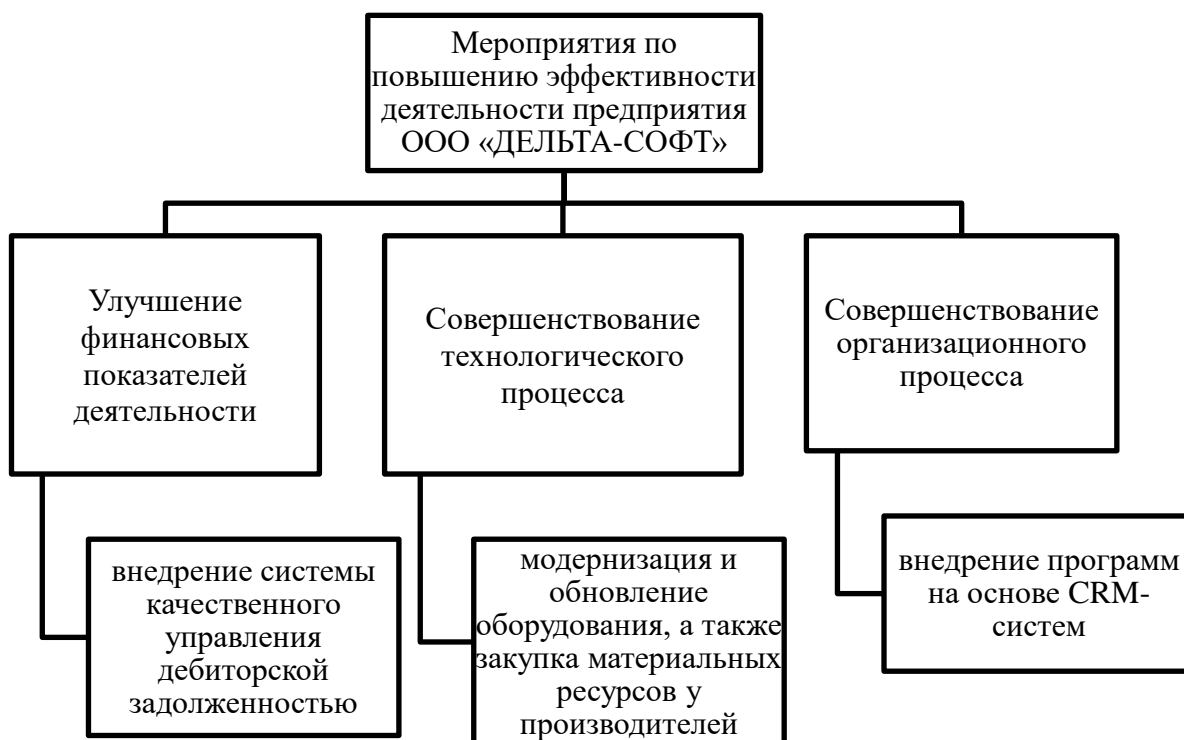 Мероприятия по
повышению эффективности
деятельности предприятия
ООО «ДЕЛЬТА-СОФТ»
Улучшение
финансовых
показателей
деятельности
Совершенствование
технологического
процесса
Совершенствование
организационного
процесса
внедрение системы
качественного
управления
дебиторской
задолженностью
модернизация и
обновление
оборудования, а также
закупка материальных
ресурсов у
производителей
внедрение программ
на основе CRM-
систем